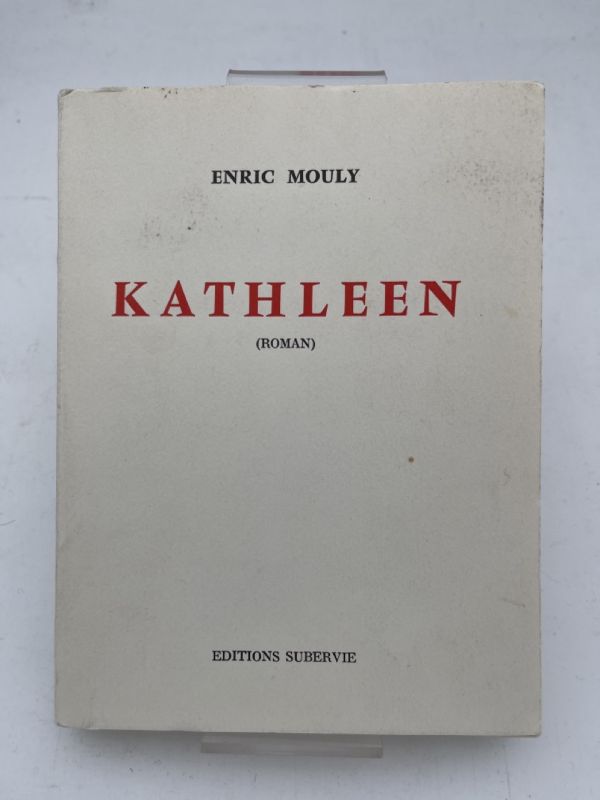 ENRIC MOULY
KATHLEEN
(ROMAN)
EDITIONS SUBERVIE